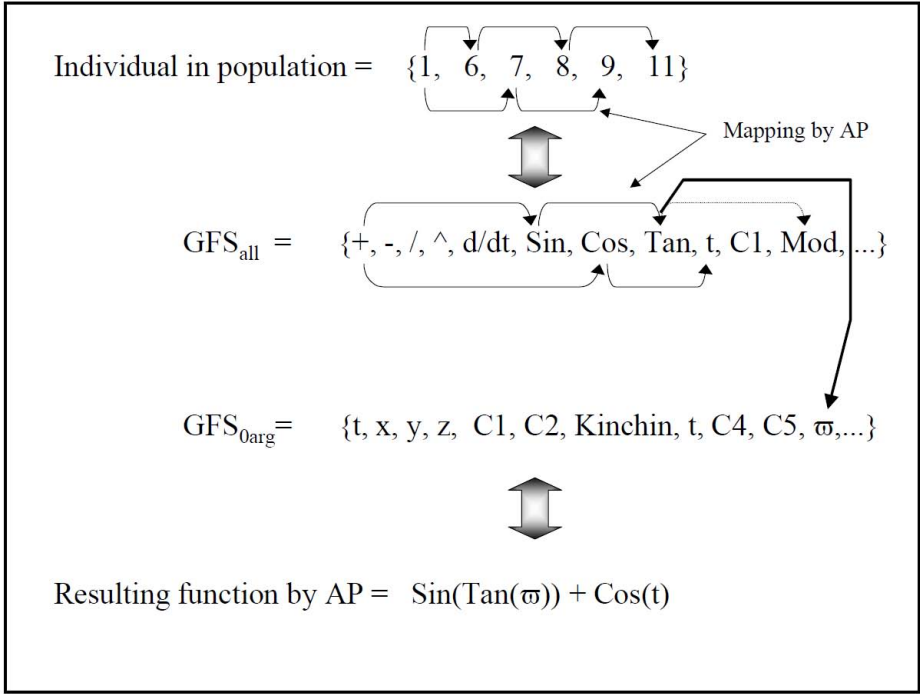 Individual in population = {1, 6, 7, 8, 9, 11}
Mapping by AP
GFSall = {+, -, /, ^, d/dt, Sin, Cos, Tan, t, C1, Mod, ...}
GFS0arg= {t, x, y, z, C1, C2, Kinchin, t, C4, C5, ϖ,...}
Resulting function by AP = Sin(Tan(ϖ)) + Cos(t)